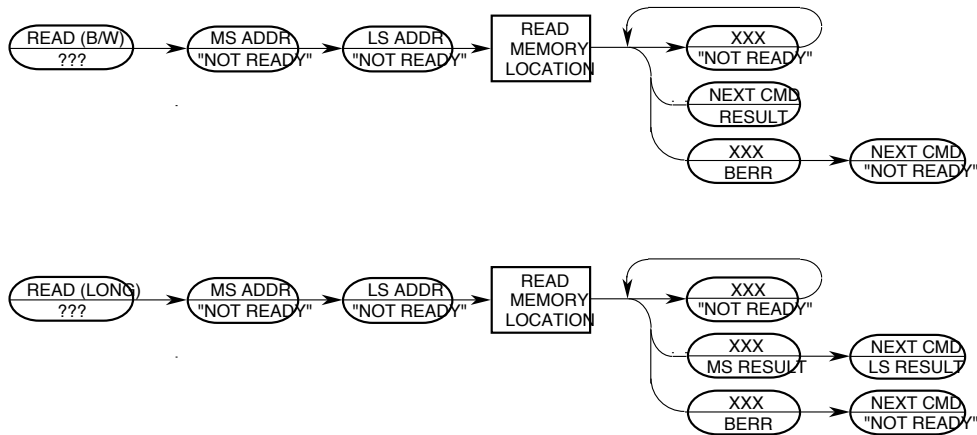 READ (B/W)
???
MS ADDR
"NOT READY"
LS ADDR
"NOT READY"
READ
MEMORY
LOCATION
XXX
"NOT READY"
NEXT CMD
RESULT
XXX
BERR
NEXT CMD
"NOT READY"
READ (LONG)
???
MS ADDR
"NOT READY"
LS ADDR
"NOT READY"
READ
MEMORY
LOCATION
XXX
"NOT READY"
XXX
MS RESULT
NEXT CMD
LS RESULT
XXX
BERR
NEXT CMD
"NOT READY"